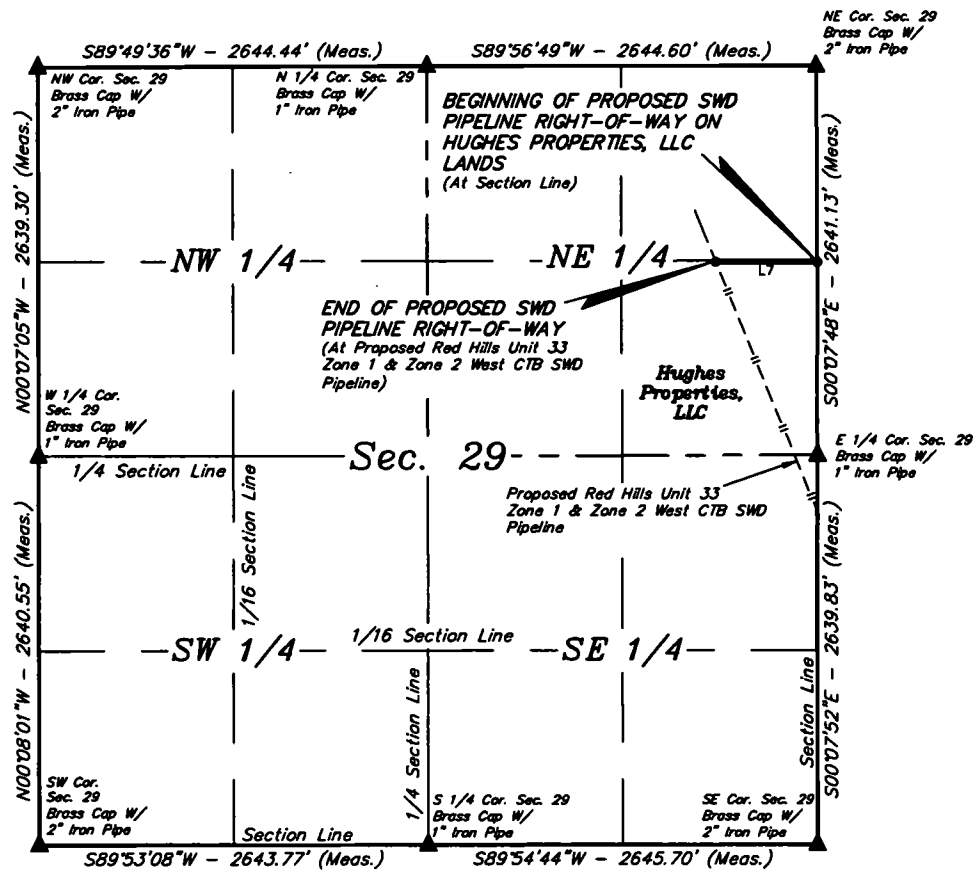 NE Cor. Sec. 29
Brass Cap W/
2" Iron Pipe
S89°49'36"W - 2644.44' (Meas.)
S89°56'49"W - 2644.60' (Meas.)
NW Cor. Sec. 29
Brass Cap W/
2" Iron Pipe
N 1/4 Cor. Sec. 29
Brass Cap W/
1" Iron Pipe
BEGINNING OF PROPOSED SWD
PIPELINE RIGHT-OF-WAY ON
HUGHES PROPERTIES, LLC
LANDS
(At Section Line)
N00°07'05"W - 2639.30' (Meas.)
S00°07'48"E - 2641.13' (Meas.)
NW 1/4
NE 1/4
L7
END OF PROPOSED SWD
PIPELINE RIGHT-OF-WAY
(At Proposed Red Hills Unit 33
Zone 1 & Zone 2 West CTB SWD
Pipeline)
Hughes
Properties,
LLC
W 1/4 Cor.
Sec. 29
Brass Cap W/
1" Iron Pipe
E 1/4 Cor. Sec. 29
Brass Cap W/
1" Iron Pipe
1/4 Section Line
Sec. 29
Proposed Red Hills Unit 33
Zone 1 & Zone 2 West CTB SWD
Pipeline
1/16 Section Line
N00°08'01"W - 2640.55' (Meas.)
S00°07'52"E - 2639.83' (Meas.)
1/16 Section Line
SW 1/4
SE 1/4
1/4 Section Line
Section Line
SW Cor.
Sec. 29
Brass Cap W/
2" Iron Pipe
S 1/4 Cor. Sec. 29
Brass Cap W/
1" Iron Pipe
SE Cor. Sec. 29
Brass Cap W/
2" Iron Pipe
Section Line
S89°53'08"W - 2643.77' (Meas.)
S89°54'44"W - 2645.70' (Meas.)